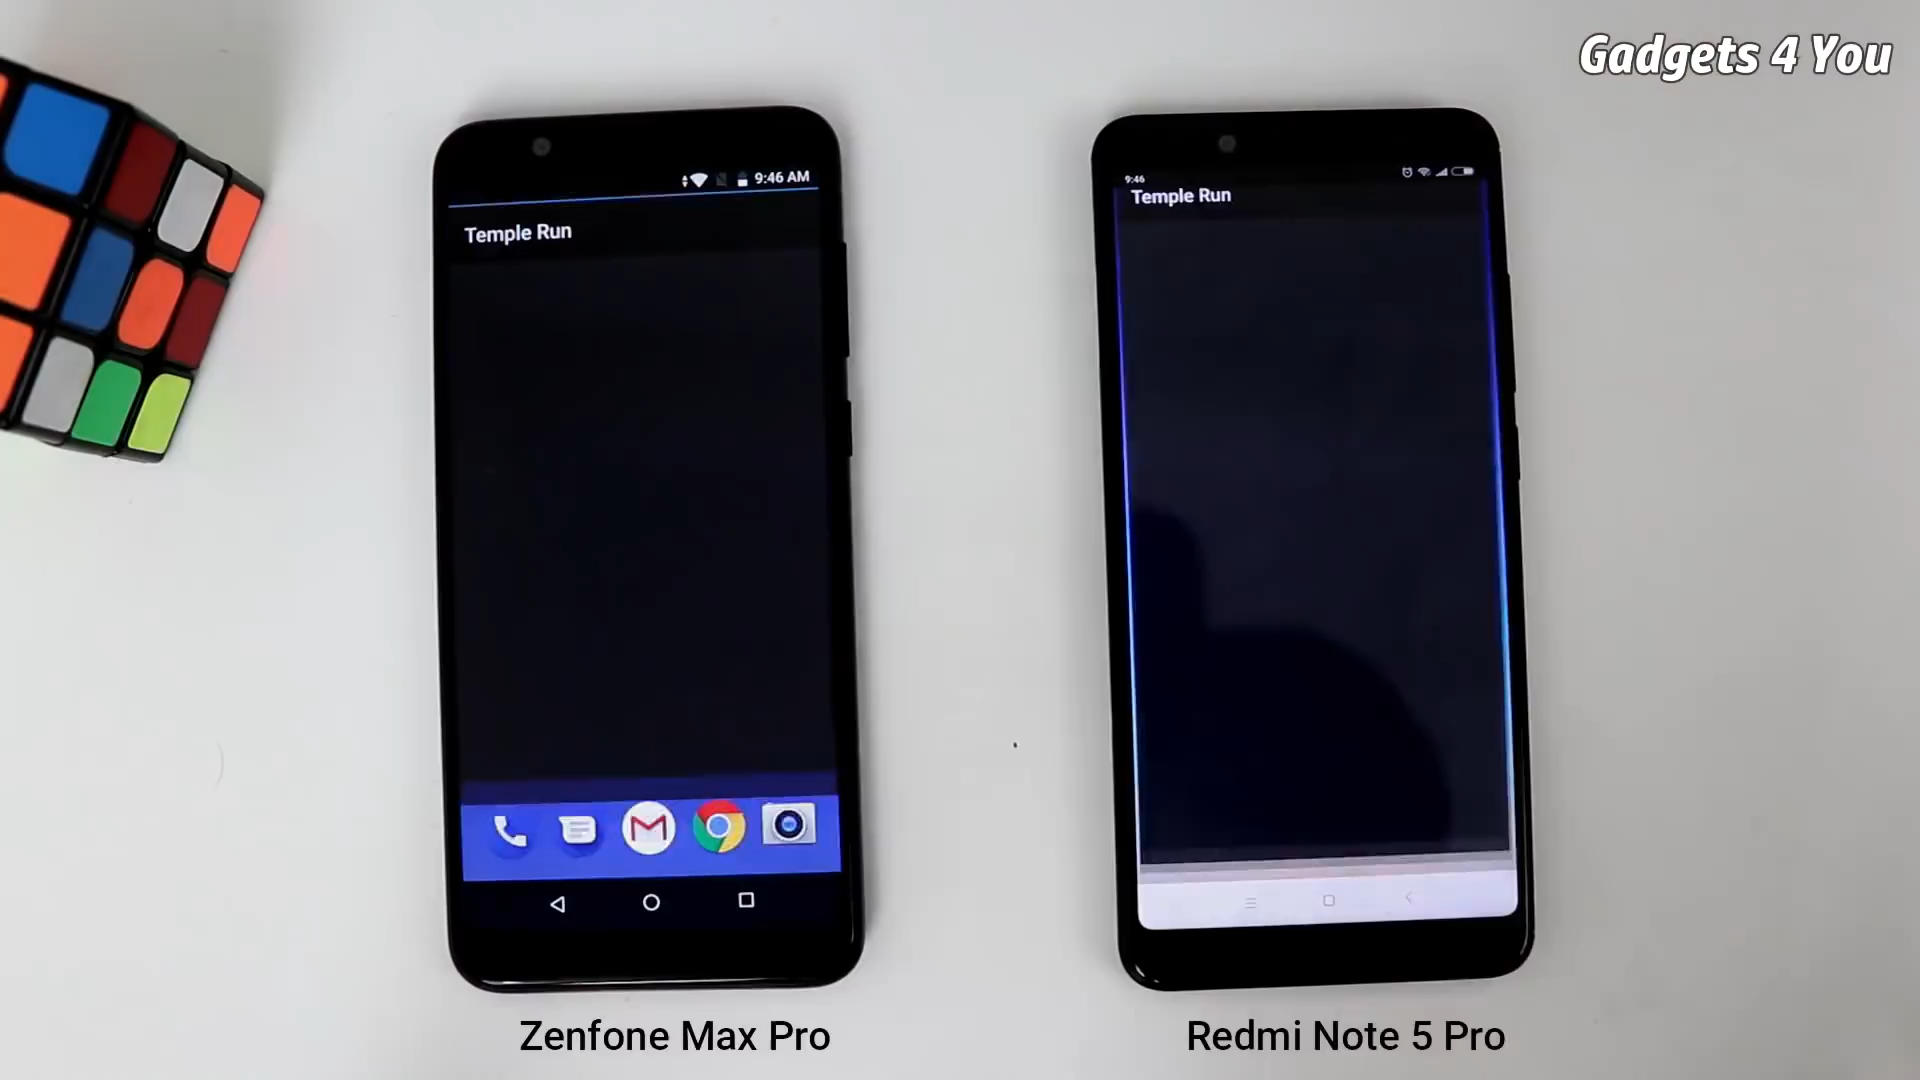 Gadgets 4 You
9:46 AM
Temple Run
9:46
Temple Run
Zenfone Max Pro
Redmi Note 5 Pro